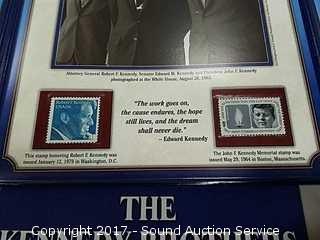 Attorney General Robert F. Kennedy, Senator Edward M. Kennedy and President John F. Kennedy
photographed at the White House, August 28, 1963.
Robert F. Kennedy
USA 15c
"The work goes on,
the cause endures, the hope
still lives, and the dream
shall never die."
– Edward Kennedy
This stamp honoring Robert F. Kennedy was
issued January 12, 1979 in Washington, D.C.
The John F. Kennedy Memorial stamp was
issued May 29, 1964 in Boston, Massachusetts.
THE
KENNEDY BROTHERS
Copyright 2017 - Sound Auction Service